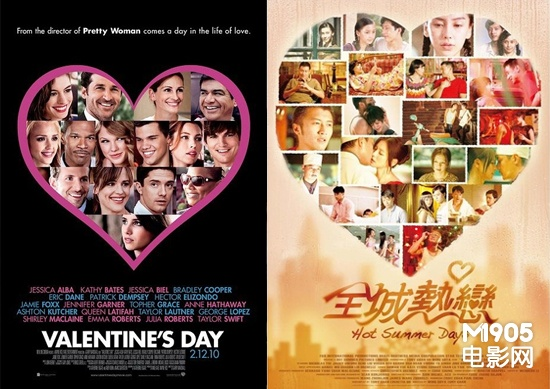 From the director of Pretty Woman comes a day in the life of love.
JESSICA ALBA KATHY BATES JESSICA BIEL BRADLEY COOPER
ERIC DANE PATRICK DEMPSEY HECTOR ELIZONDO
JAMIE FOXX JENNIFER GARNER TOPHER GRACE ANNE HATHAWAY
ASHTON KUTCHER QUEEN LATIFAH TAYLOR LAUTNER GEORGE LOPEZ
SHIRLEY MACLAINE EMMA ROBERTS JULIA ROBERTS TAYLOR SWIFT
VALENTINE'S DAY
2.12.10
全城熱戀
Hot Summer Day
M1905
电影网